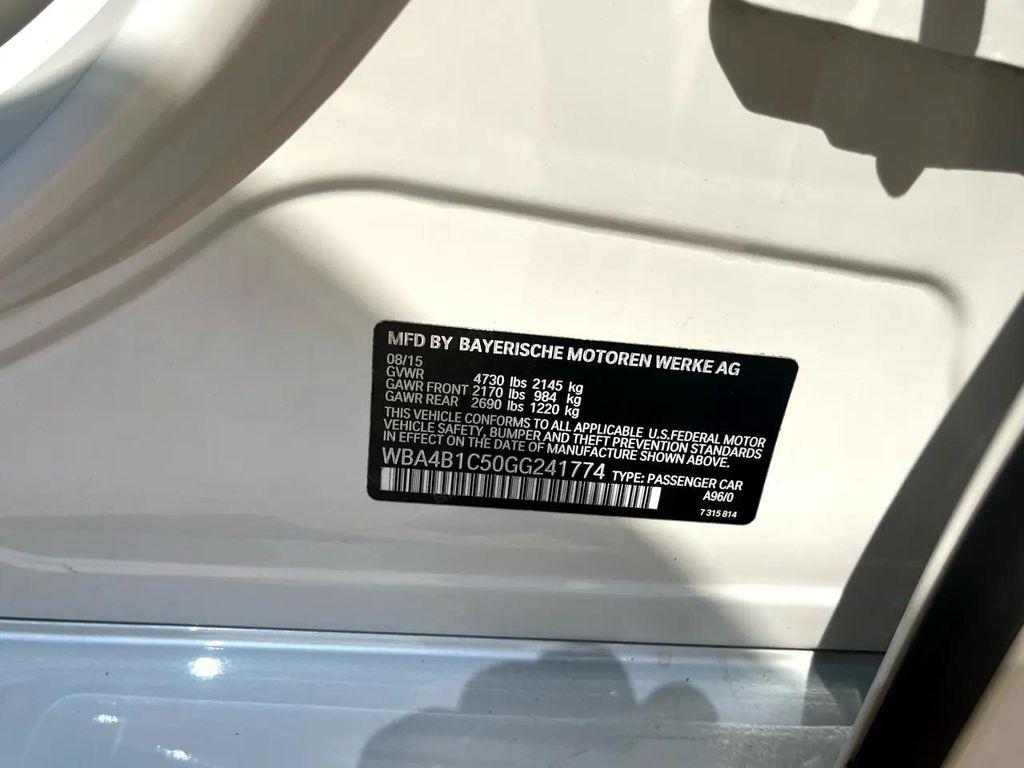 MFD BY BAYERISCHE MOTOREN WERKE AG
08/15
GVWR 4730 lbs 2145 kg
GAWR FRONT 2170 lbs 984 kg
GAWR REAR 2690 lbs 1220 kg
THIS VEHICLE CONFORMS TO ALL APPLICABLE U.S.FEDERAL MOTOR
VEHICLE SAFETY, BUMPER AND THEFT PREVENTION STANDARDS
IN EFFECT ON THE DATE OF MANUFACTURE SHOWN ABOVE.
WBA4B1C50GG241774 TYPE: PASSENGER CAR
A96/0
7 315 814